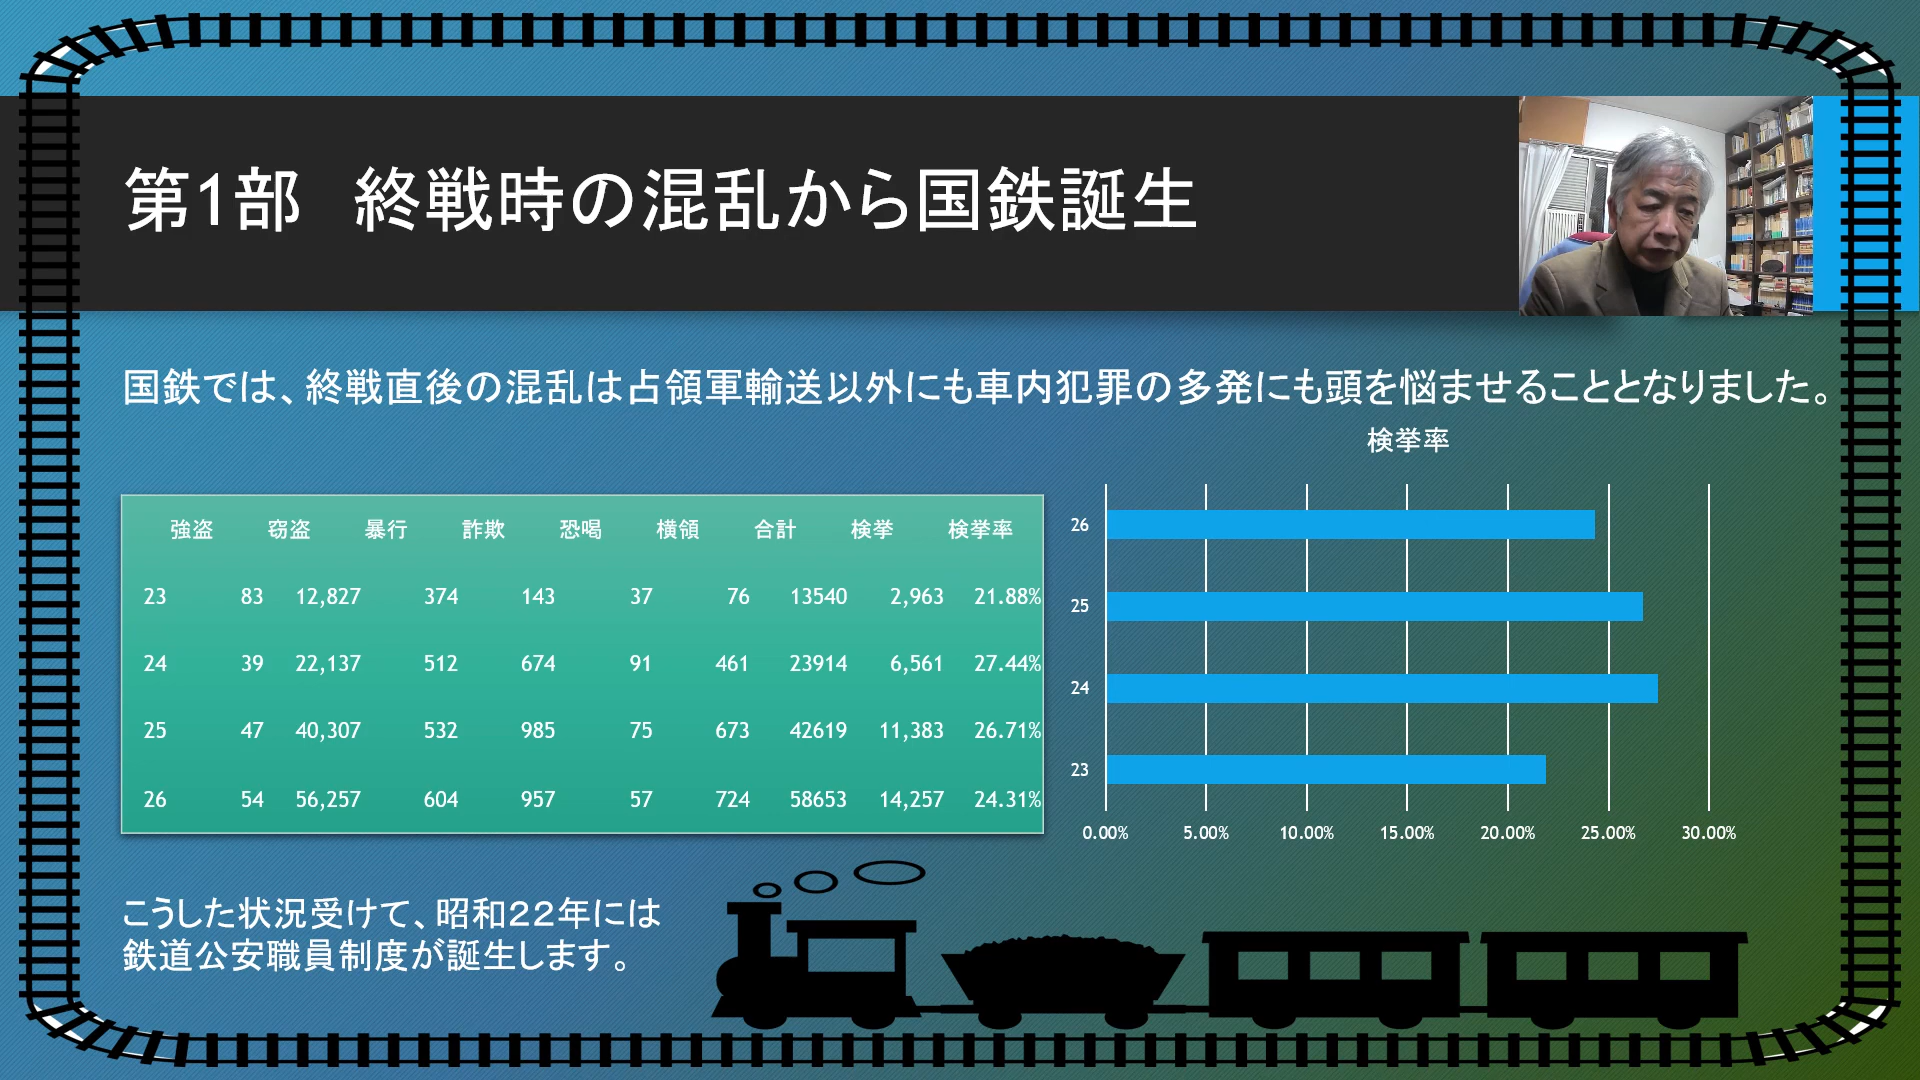 第1部　終戦時の混乱から国鉄誕生
国鉄では、終戦直後の混乱は占領軍輸送以外にも車内犯罪の多発にも頭を悩ませることとなりました。
強盗 窃盗 暴行 詐欺 恐喝 横領 合計 検挙 検挙率
23 83 12,827 374 143 37 76 13540 2,963 21.88%
24 39 22,137 512 674 91 461 23914 6,561 27.44%
25 47 40,307 532 985 75 673 42619 11,383 26.71%
26 54 56,257 604 957 57 724 58653 14,257 24.31%
検挙率
26
25
24
23
0.00% 5.00% 10.00% 15.00% 20.00% 25.00% 30.00%
こうした状況受けて、昭和22年には
鉄道公安職員制度が誕生します。